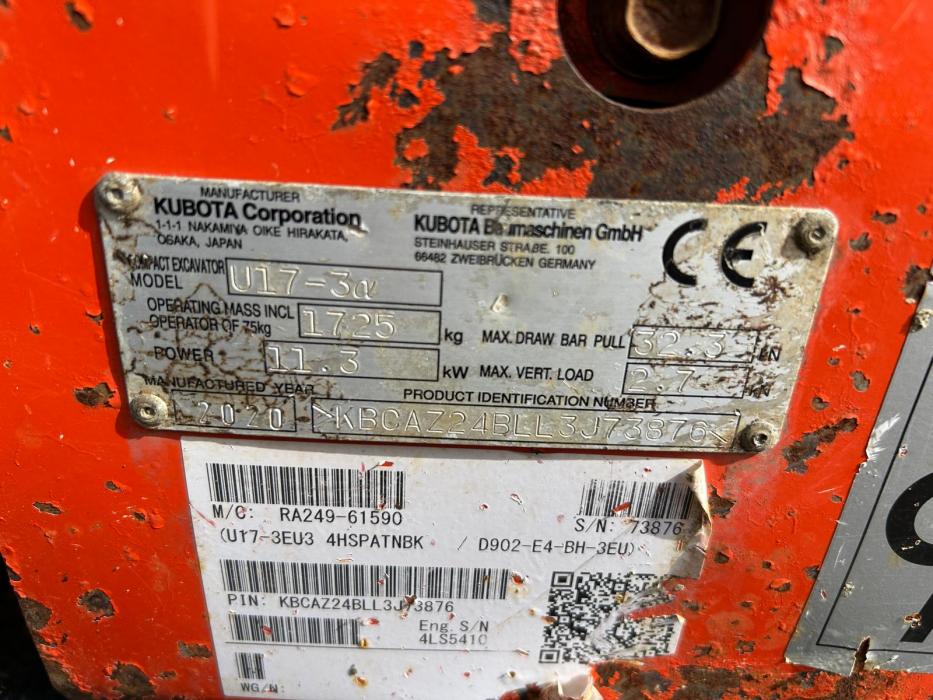 MANUFACTURER
KUBOTA Corporation
1-1-1 NAKAMIYA OIKE HIRAKATA,
OSAKA, JAPAN
REPRESENTATIVE
KUBOTA Baumaschinen GmbH
STEINHAUSER STRAßE. 100
66482 ZWEIBRÜCKEN GERMANY
CE
COMPACT EXCAVATOR
MODEL U17-3α
OPERATING MASS INCL
OPERATOR OF 75kg 1725 kg
MAX. DRAW BAR PULL 32.3 kN
POWER 11.3 kW
MAX. VERT. LOAD 2.7 kN
MANUFACTURED YEAR
2020
PRODUCT IDENTIFICATION NUMBER
>KBCAZ24BLL3J73876<
M/C: RA249-61590
S/N: 73876
(U17-3EU3 4HSPATNBK / D902-E4-BH-3EU)
PIN: KBCAZ24BLL3J73876
Eng. S/N
4LS5410
WG/N: